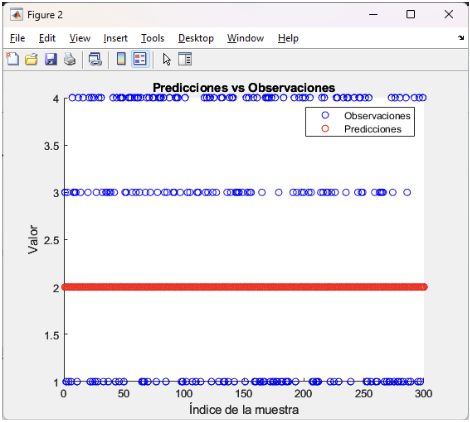 Figure 2
File Edit View Insert Tools Desktop Window Help
Predicciones vs Observaciones
Observaciones
Predicciones
4
3.5
3
2.5
2
1.5
1
Valor
0 50 100 150 200 250 300
Índice de la muestra